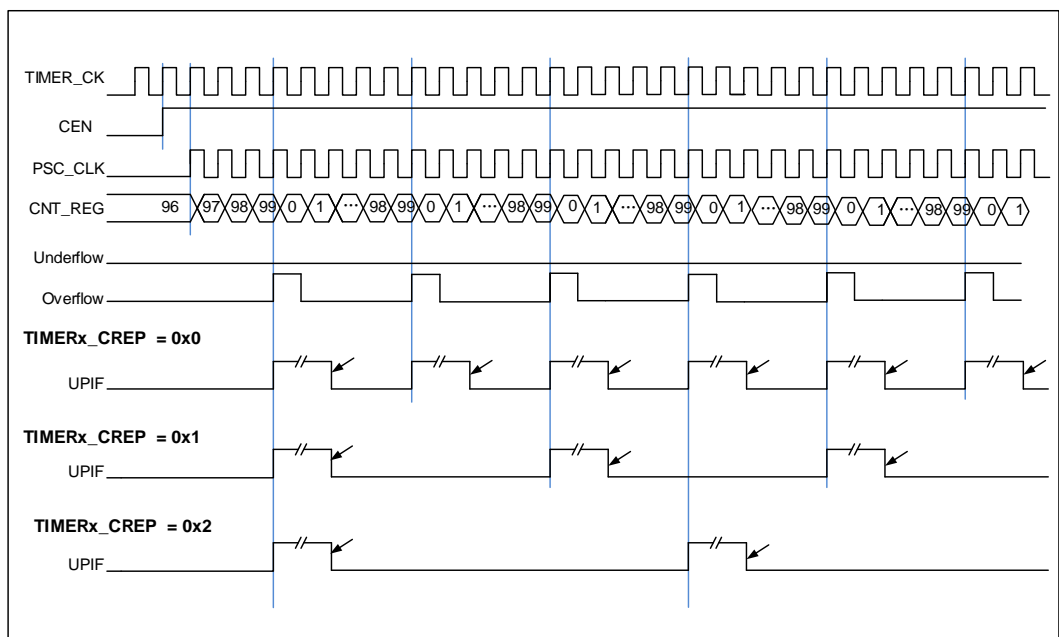 TIMER_CK
CEN
PSC_CLK
CNT_REG 96 97 98 99 0 1 ... 98 99 0 1 ... 98 99 0 1 ... 98 99 0 1 ... 98 99 0 1 ... 98 99 0 1
Underflow
Overflow
TIMERx_CREP = 0x0
UPIF
TIMERx_CREP = 0x1
UPIF
TIMERx_CREP = 0x2
UPIF